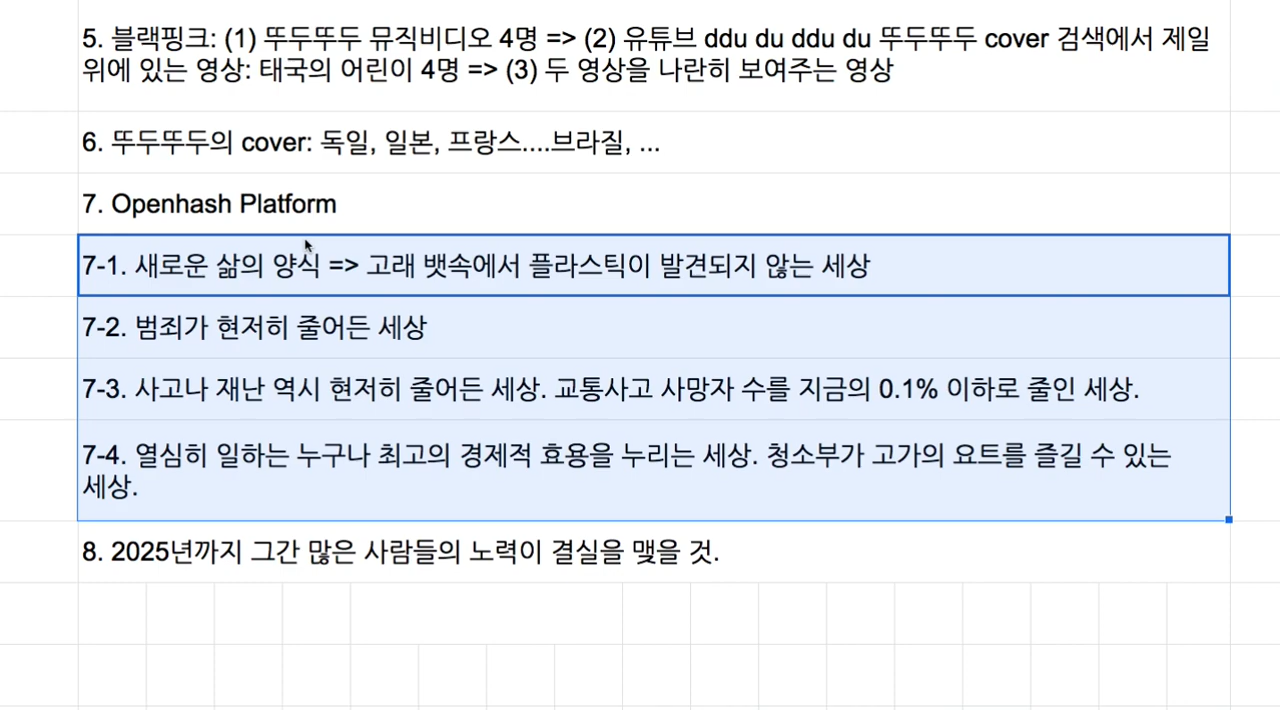 5. 블랙핑크: (1) 뚜두뚜두 뮤직비디오 4명 => (2) 유튜브 ddu du ddu du 뚜두뚜두 cover 검색에서 제일
위에 있는 영상: 태국의 어린이 4명 => (3) 두 영상을 나란히 보여주는 영상
6. 뚜두뚜두의 cover: 독일, 일본, 프랑스....브라질, ...
7. Openhash Platform
7-1. 새로운 삶의 양식 => 고래 뱃속에서 플라스틱이 발견되지 않는 세상
7-2. 범죄가 현저히 줄어든 세상
7-3. 사고나 재난 역시 현저히 줄어든 세상. 교통사고 사망자 수를 지금의 0.1% 이하로 줄인 세상.
7-4. 열심히 일하는 누구나 최고의 경제적 효용을 누리는 세상. 청소부가 고가의 요트를 즐길 수 있는
세상.
8. 2025년까지 그간 많은 사람들의 노력이 결실을 맺을 것.